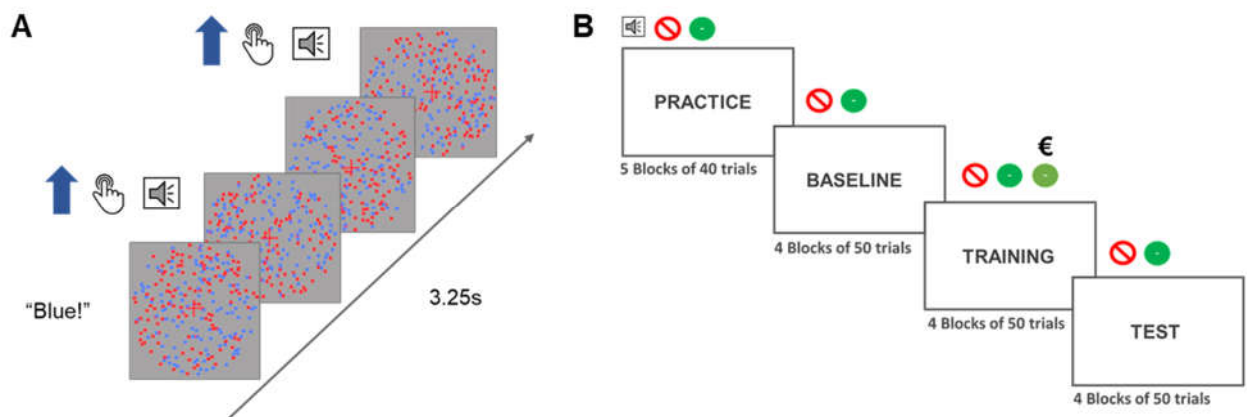 A
"Blue!"
3.25s
B
PRACTICE
5 Blocks of 40 trials
BASELINE
4 Blocks of 50 trials
€
TRAINING
4 Blocks of 50 trials
TEST
4 Blocks of 50 trials